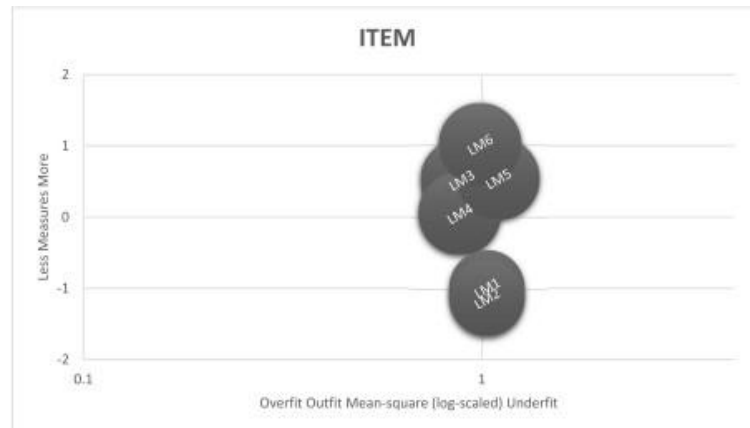 ITEM
2
1
0
-1
-2
Less Measures More
LM6
LM3
LM5
LM4
LM1
LM2
0.1
1
Overfit Outfit Mean-square (log-scaled) Underfit